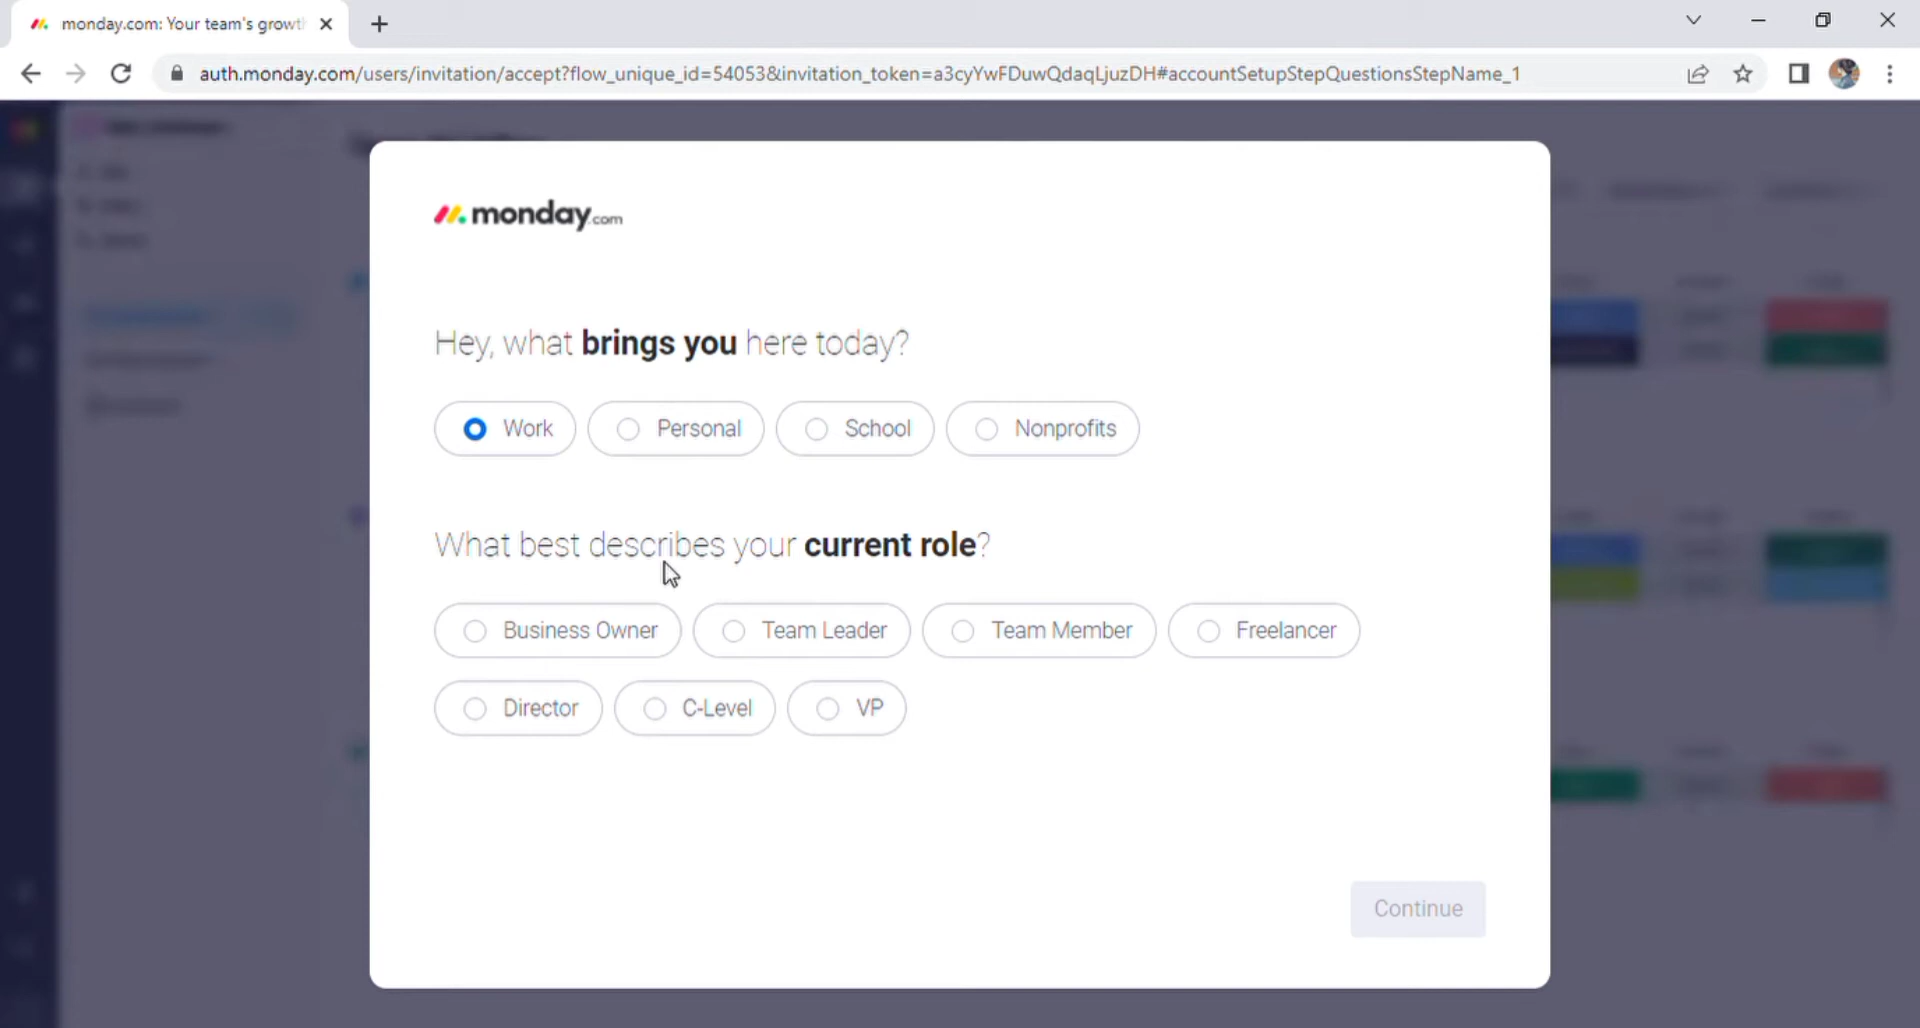 monday.com: Your team's growt
auth.monday.com/users/invitation/accept?flow_unique_id=54053&invitation_token=a3cyYwFDuwQdaqLjuzDH#accountSetupStepQuestionsStepName_1
monday.com
Hey, what brings you here today?
Work Personal School Nonprofits
What best describes your current role?
Business Owner Team Leader Team Member Freelancer
Director C-Level VP
Continue